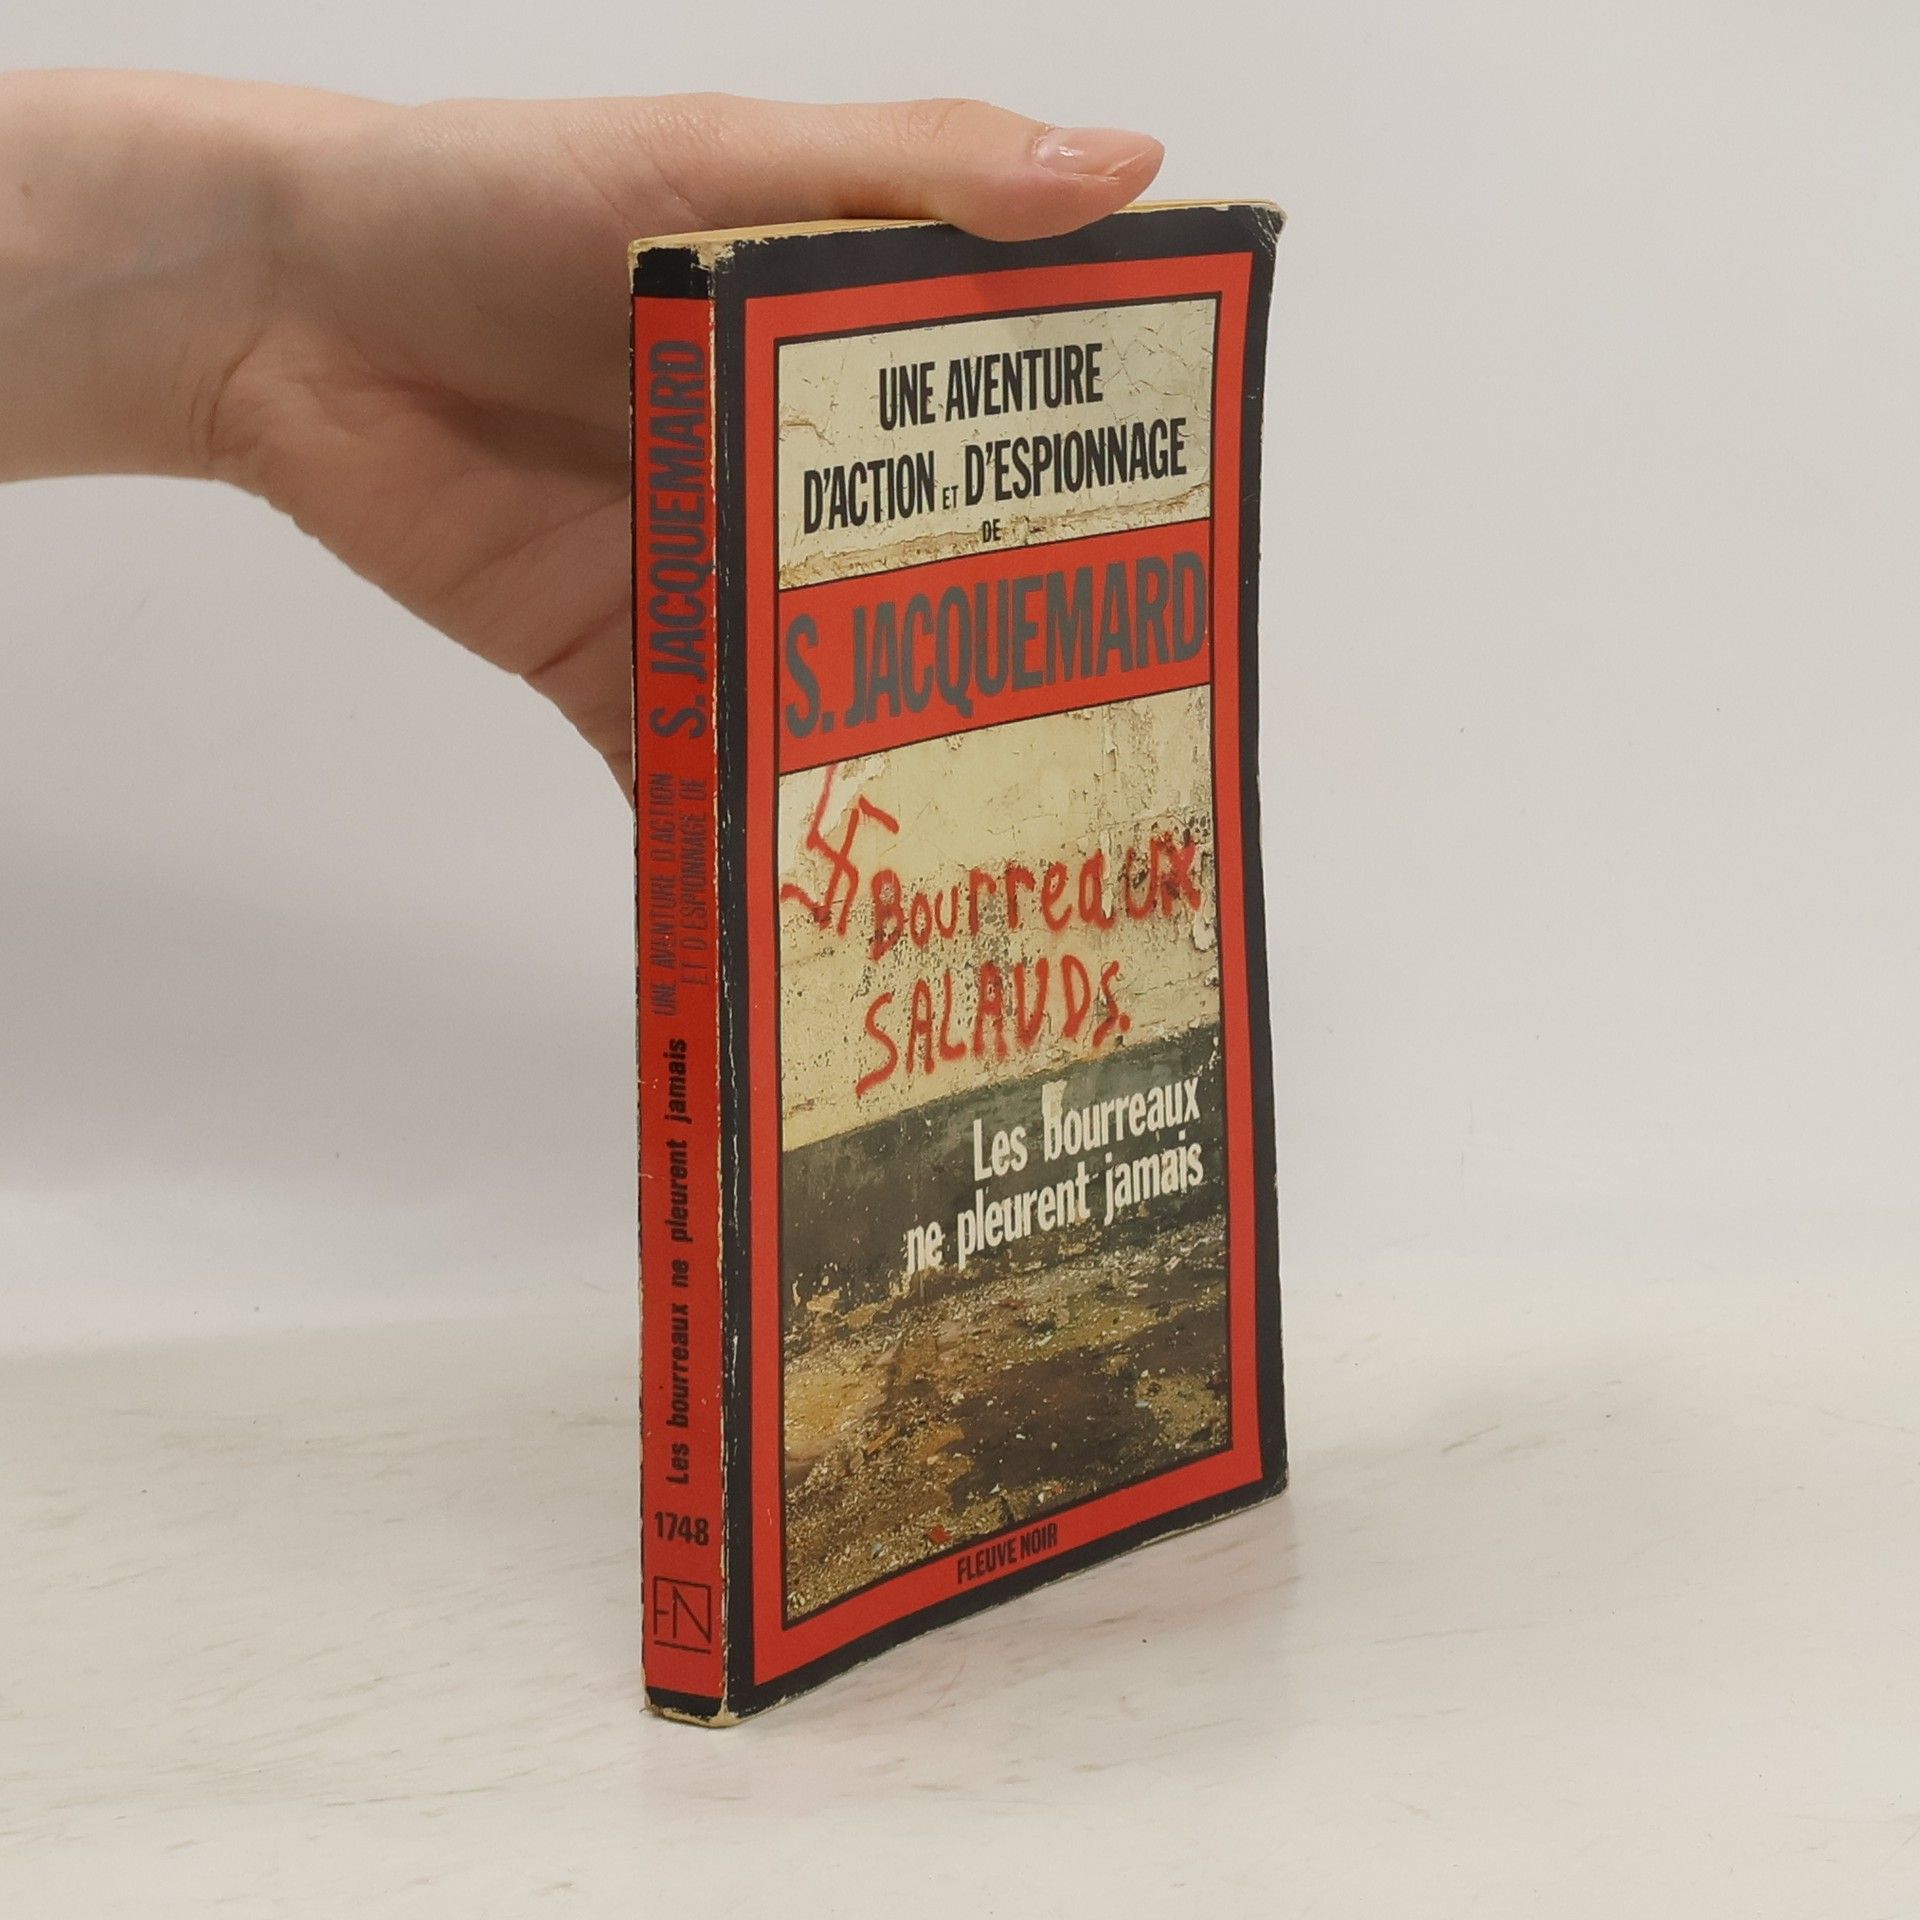 UNE AVENTURE
D'ACTION ET D'ESPIONNAGE
DE
S. JACQUEMARD
Bourreaux
SALAUDS.
Les bourreaux
ne pleurent jamais
FLEUVE NOIR
Les bourreaux ne pleurent jamais
UNE AVENTURE D'ACTION
ET D'ESPIONNAGE DE
S. JACQUEMARD
1748
FN